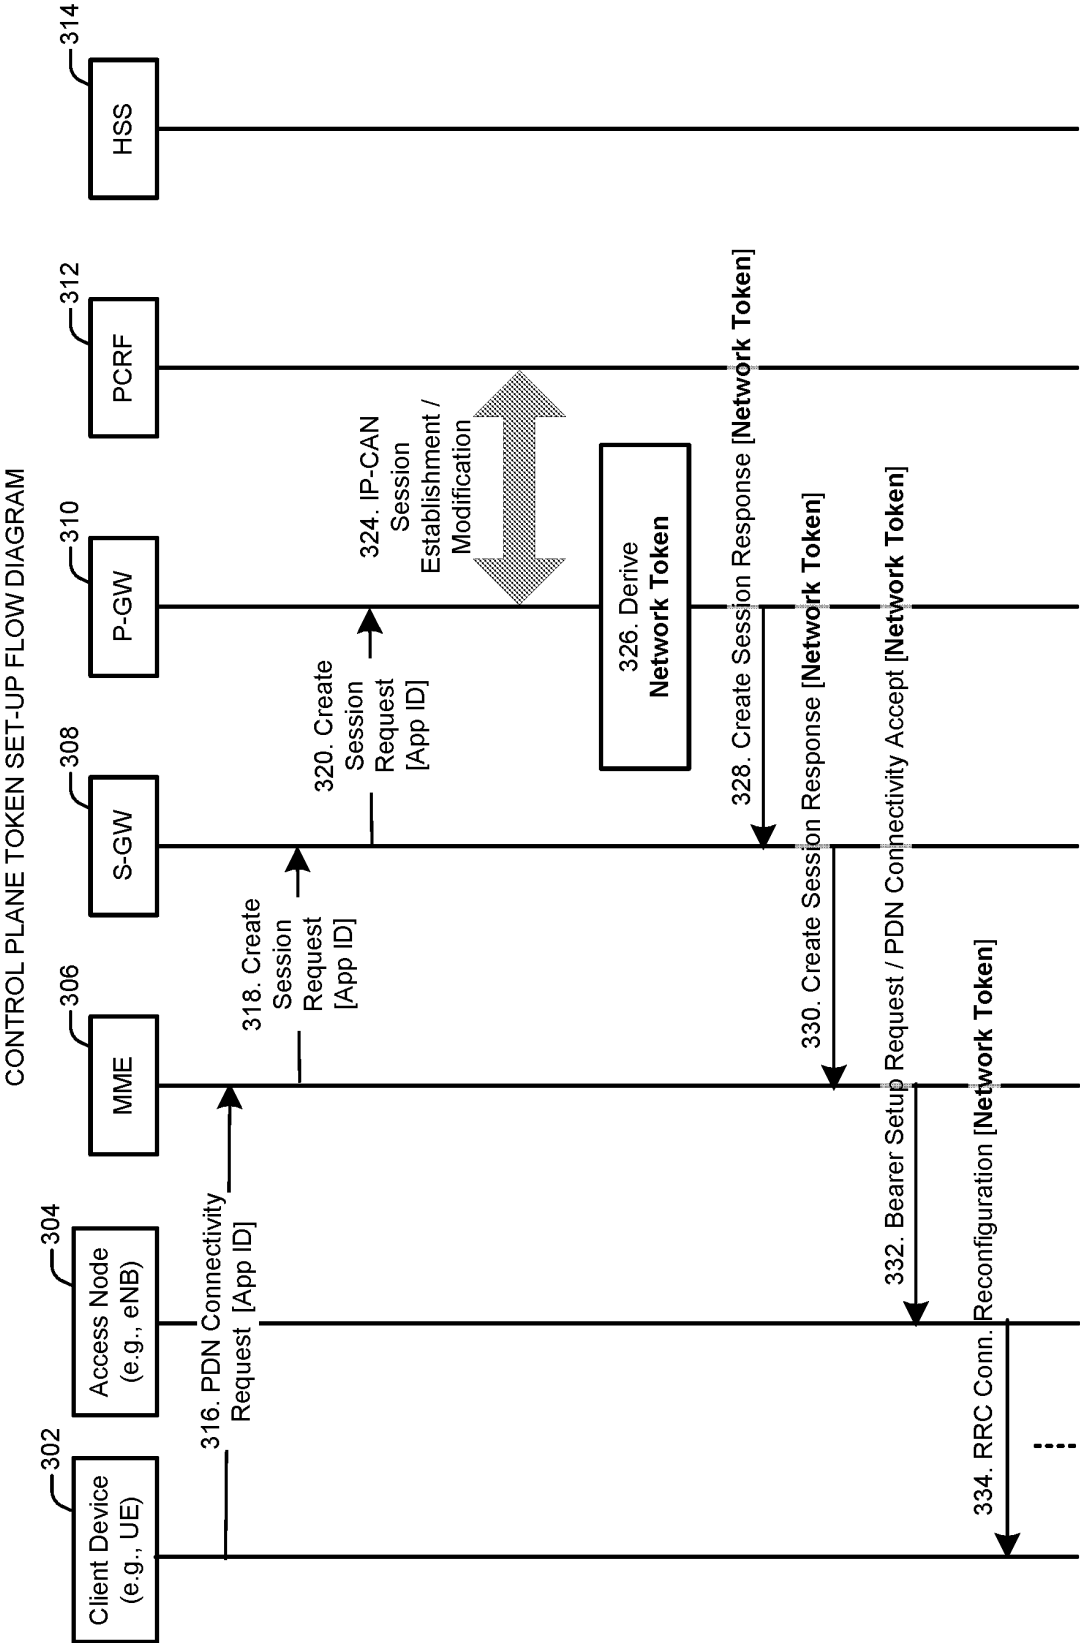 CONTROL PLANE TOKEN SET-UP FLOW DIAGRAM
302
304
306
308
310
312
314
Client Device
(e.g., UE)
Access Node
(e.g., eNB)
MME
S-GW
P-GW
PCRF
HSS
316. PDN Connectivity
Request [App ID]
318. Create
Session
Request
[App ID]
320. Create
Session
Request
[App ID]
324. IP-CAN
Session
Establishment /
Modification
326. Derive
Network Token
328. Create Session Response [Network Token]
330. Create Session Response [Network Token]
332. Bearer Setup Request / PDN Connectivity Accept [Network Token]
334. RRC Conn. Reconfiguration [Network Token]